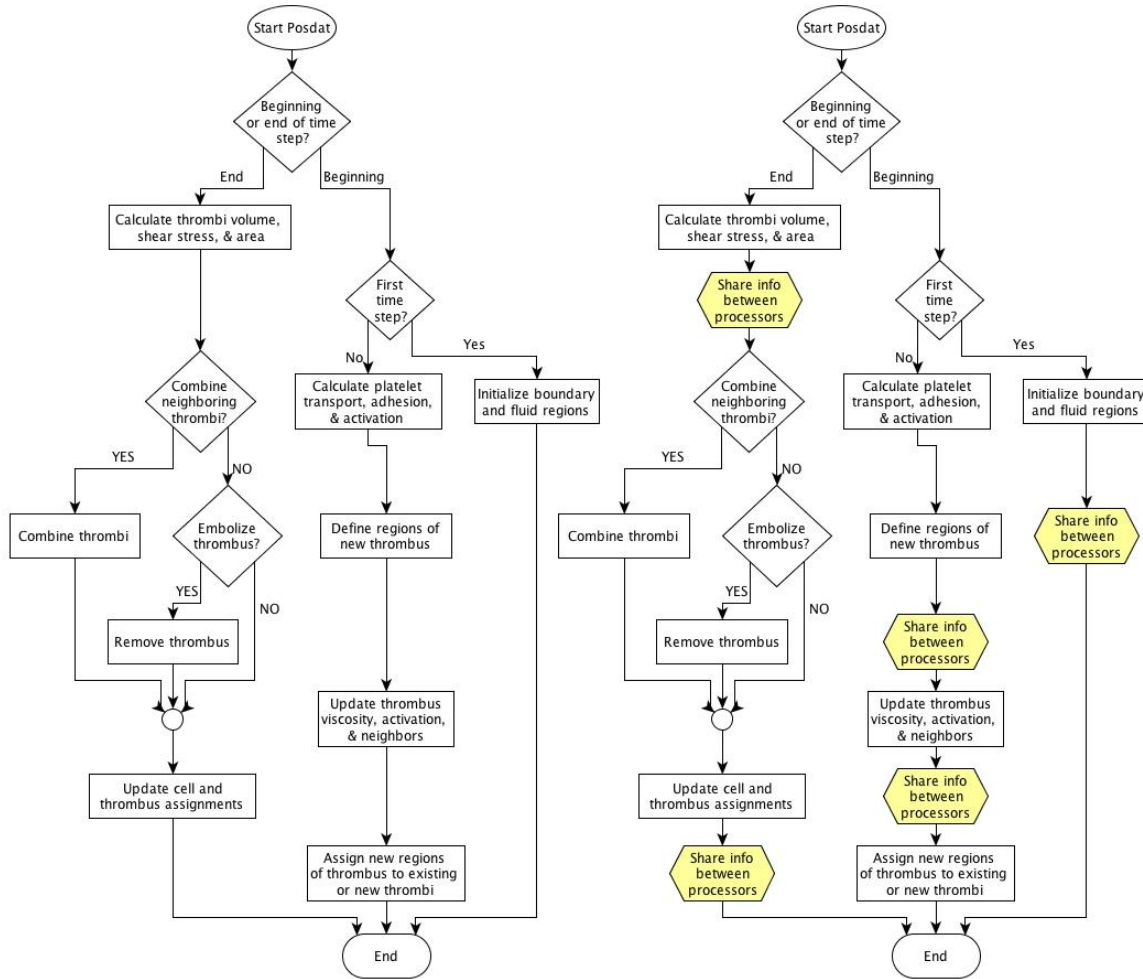 Start Posdat
Beginning
or end of time
step?
End
Beginning
Calculate thrombi volume,
shear stress, & area
First
time
step?
No
Yes
Combine
neighboring
thrombi?
Calculate platelet
transport, adhesion,
& activation
Initialize boundary
and fluid regions
YES
NO
Combine thrombi
Embolize
thrombus?
Define regions of
new thrombus
YES
NO
Remove thrombus
Update thrombus
viscosity, activation,
& neighbors
Update cell and
thrombus assignments
Assign new regions
of thrombus to existing
or new thrombi
End
Start Posdat
Beginning
or end of time
step?
End
Beginning
Calculate thrombi volume,
shear stress, & area
Share info
between
processors
First
time
step?
No
Yes
Combine
neighboring
thrombi?
Calculate platelet
transport, adhesion,
& activation
Initialize boundary
and fluid regions
YES
NO
Combine thrombi
Embolize
thrombus?
Define regions of
new thrombus
Share info
between
processors
YES
NO
Remove thrombus
Share info
between
processors
Update thrombus
viscosity, activation,
& neighbors
Update cell and
thrombus assignments
Share info
between
processors
Share info
between
processors
Assign new regions
of thrombus to existing
or new thrombi
End